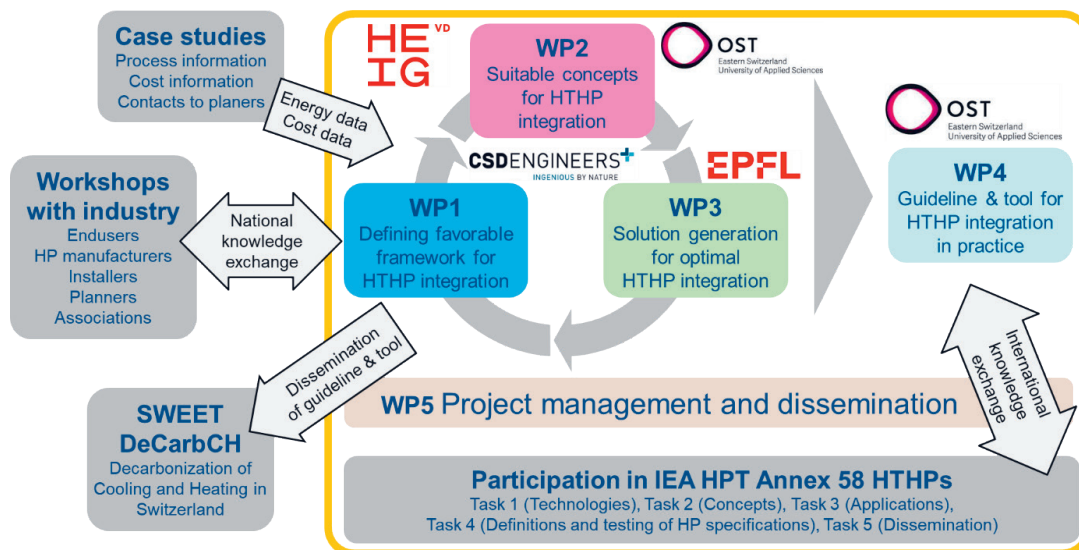 Case studies
Process information
Cost information
Contacts to planers
Energy data
Cost data
HE VD
IG
WP2
Suitable concepts
for HTHP
integration
OST
Eastern Switzerland
University of Applied Sciences
OST
Eastern Switzerland
University of Applied Sciences
CSDENGINEERS+
INGENIOUS BY NATURE
EPFL
Workshops
with industry
Endusers
HP manufacturers
Installers
Planners
Associations
National
knowledge
exchange
WP1
Defining favorable
framework for
HTHP integration
WP3
Solution generation
for optimal
HTHP integration
WP4
Guideline & tool for
HTHP integration
in practice
Dissemination
of guideline & tool
International
knowledge
exchange
SWEET
DeCarbCH
Decarbonization of
Cooling and Heating in
Switzerland
WP5 Project management and dissemination
Participation in IEA HPT Annex 58 HTHPs
Task 1 (Technologies), Task 2 (Concepts), Task 3 (Applications),
Task 4 (Definitions and testing of HP specifications), Task 5 (Dissemination)